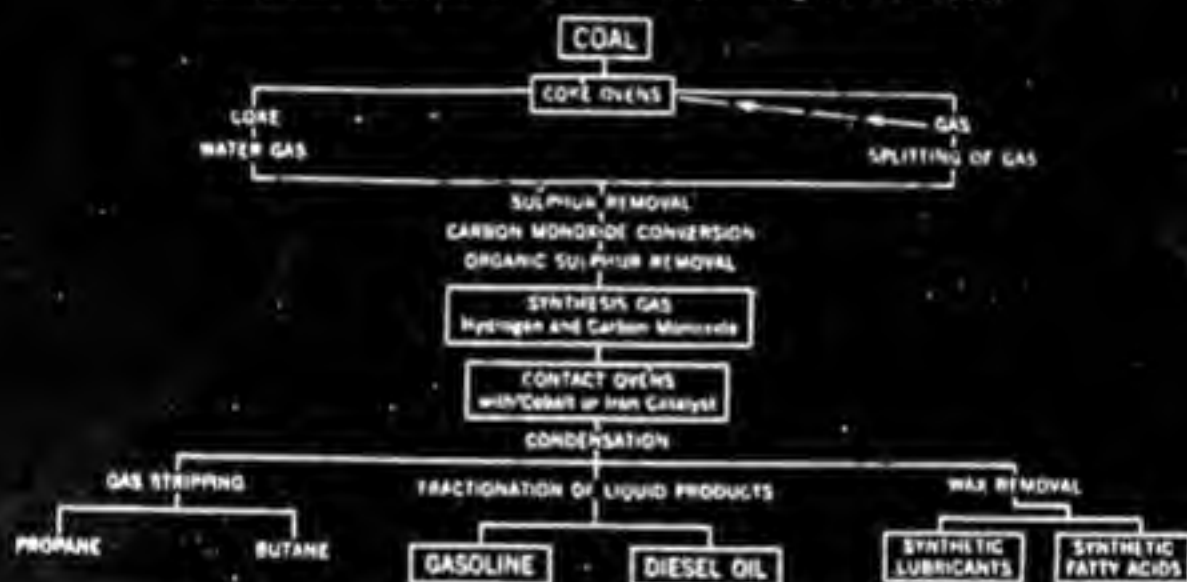 COAL
COKE OVENS
COKE
GAS
WATER GAS
SPLITTING OF GAS
SULPHUR REMOVAL
CARBON MONOXIDE CONVERSION
ORGANIC SULPHUR REMOVAL
SYNTHESIS GAS
Hydrogen and Carbon Monoxide
CONTACT OVENS
with Cobalt or Iron Catalyst
CONDENSATION
GAS STRIPPING
FRACTIONATION OF LIQUID PRODUCTS
WAX REMOVAL
PROPANE
BUTANE
GASOLINE
DIESEL OIL
SYNTHETIC
LUBRICANTS
SYNTHETIC
FATTY ACIDS